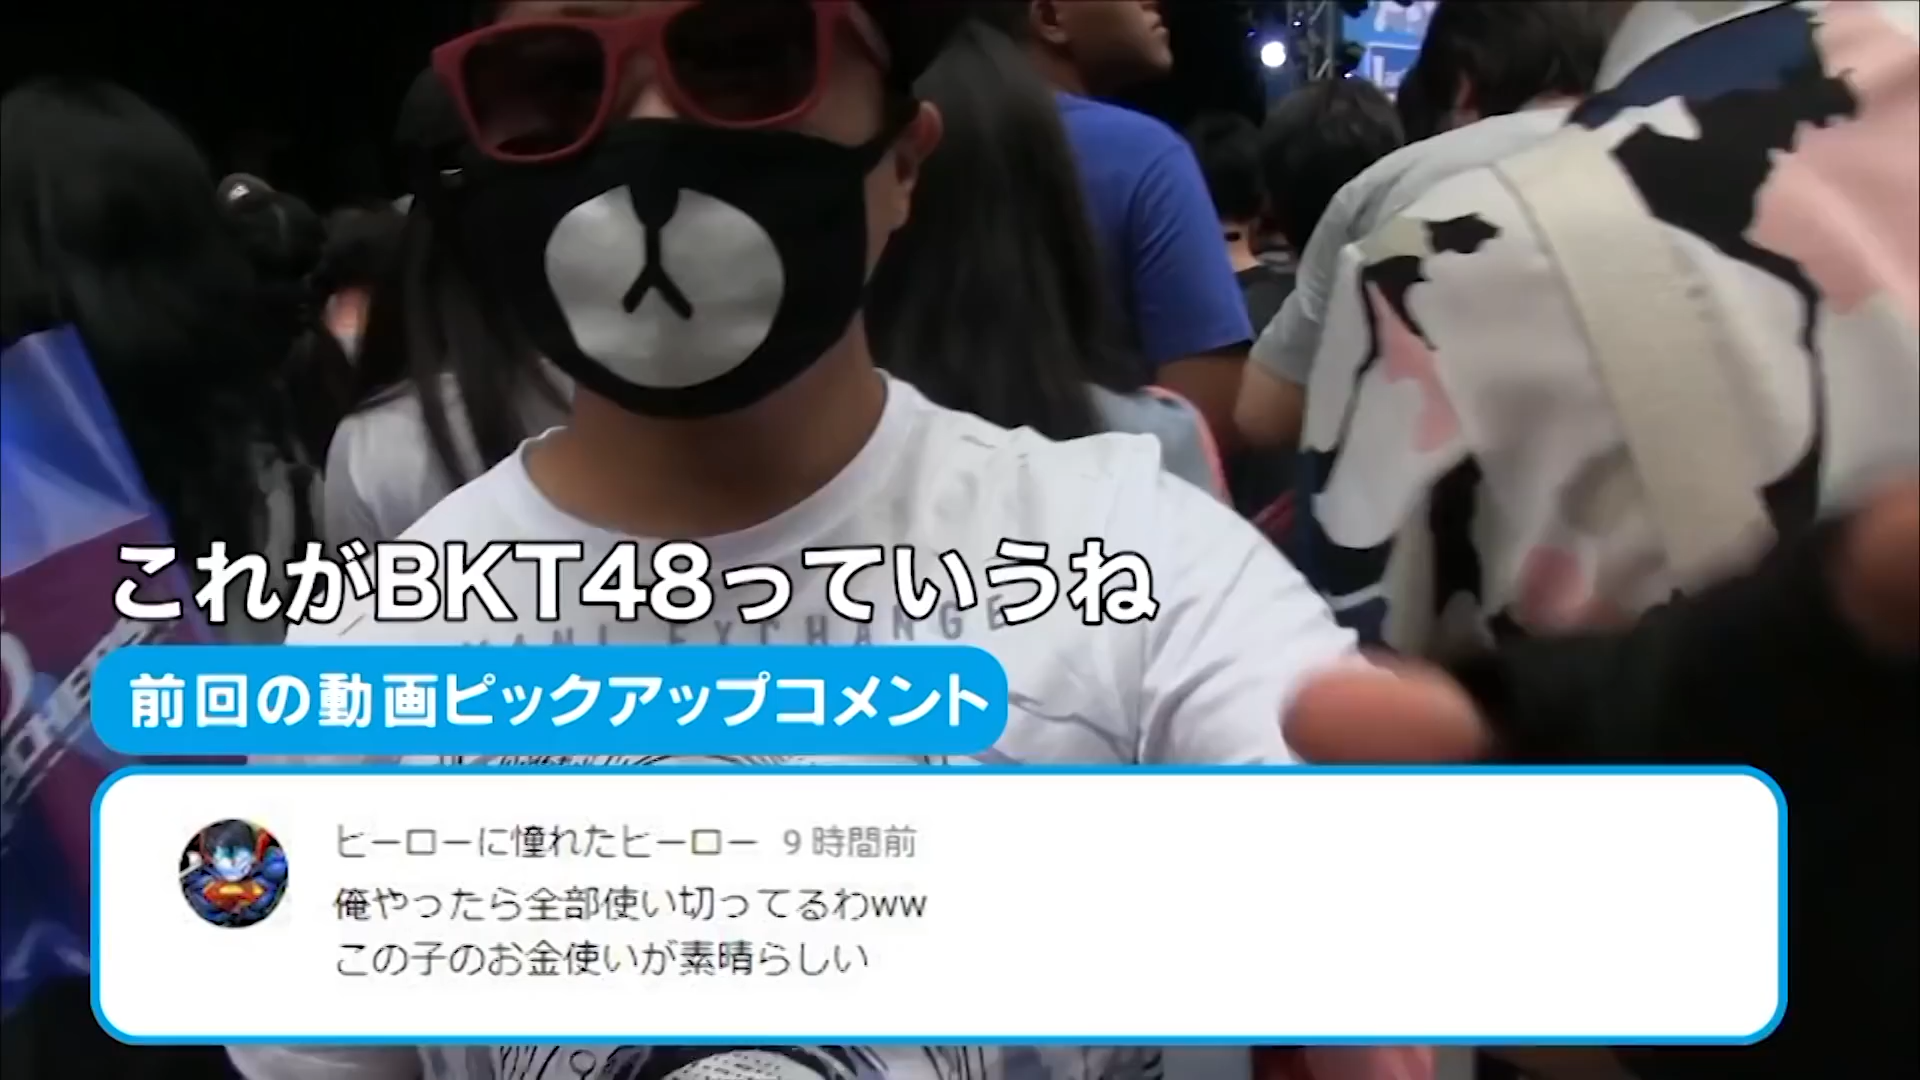 これがBKT48っていうね
EXCHANGE
前回の動画ピックアップコメント
ヒーローに憧れたヒーロー 9 時間前
俺やったら全部使い切ってるわww
この子のお金使いが素晴らしい